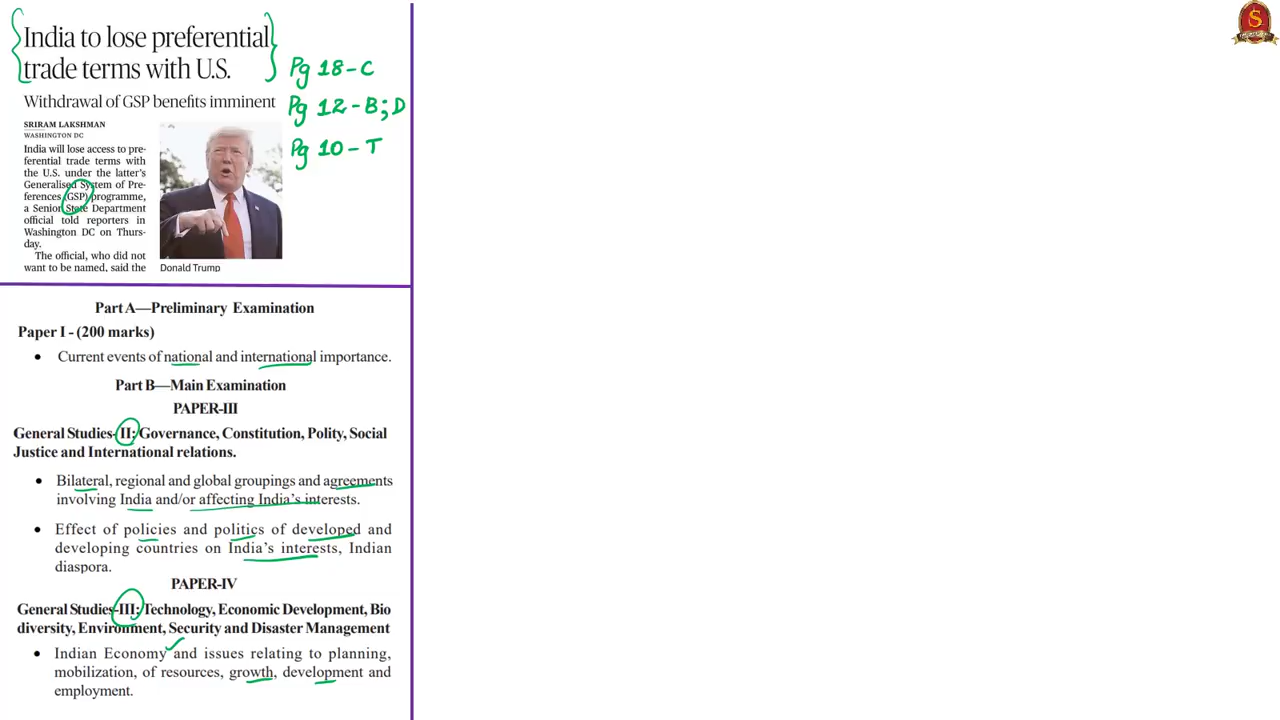 India to lose preferential
trade terms with U.S.
Withdrawal of GSP benefits imminent
SRIRAM LAKSHMAN
WASHINGTON DC
India will lose access to pre-
ferential trade terms with
the U.S. under the latter's
Generalised System of Pre-
ferences (GSP) programme,
a Senior State Department
official told reporters in
Washington DC on Thurs-
day.
The official, who did not
want to be named, said the
Donald Trump
Pg 18-C
Pg 12-B; D
Pg 10-T
Part A—Preliminary Examination
Paper I - (200 marks)
• Current events of national and international importance.
Part B—Main Examination
PAPER-III
General Studies-II: Governance, Constitution, Polity, Social
Justice and International relations.
• Bilateral, regional and global groupings and agreements
involving India and/or affecting India's interests.
• Effect of policies and politics of developed and
developing countries on India's interests, Indian
diaspora.
PAPER-IV
General Studies-III: Technology, Economic Development, Bio
diversity, Environment, Security and Disaster Management
• Indian Economy and issues relating to planning,
mobilization, of resources, growth, development and
employment.
S